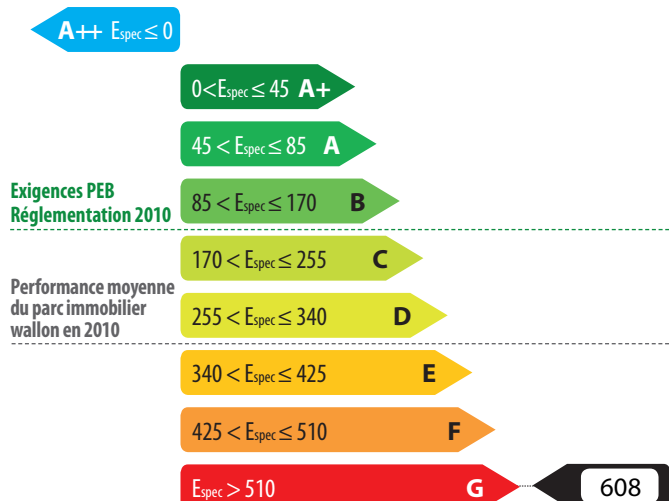 A++ Espec ≤ 0
0<Espec ≤ 45 A+
45 < Espec ≤ 85 A
Exigences PEB
Réglementation 2010
85 < Espec ≤ 170 B
170 < Espec ≤ 255 C
Performance moyenne
du parc immobilier
wallon en 2010
255 < Espec ≤ 340 D
340 < Espec ≤ 425 E
425 < Espec ≤ 510 F
Espec > 510 G
608